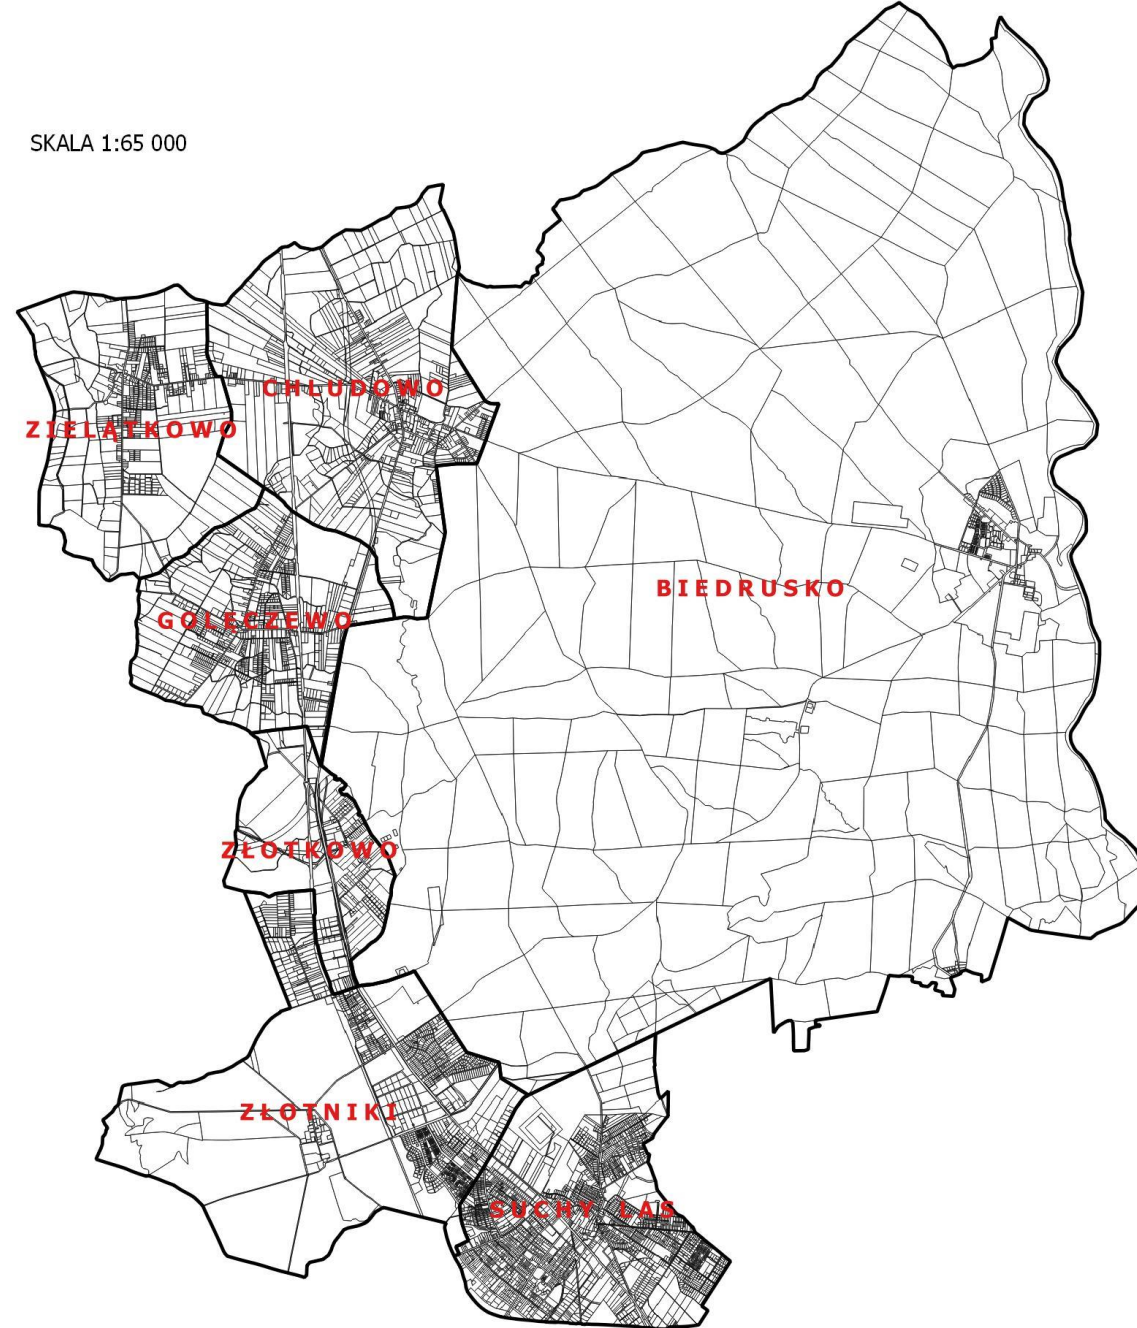 SKALA 1:65 000
CHLUDOWO
ZIELĄTKOWO
BIEDRUSKO
GOLĘCZEWO
ZŁOTKOWO
ZŁOTNIKI
SUCHY LAS